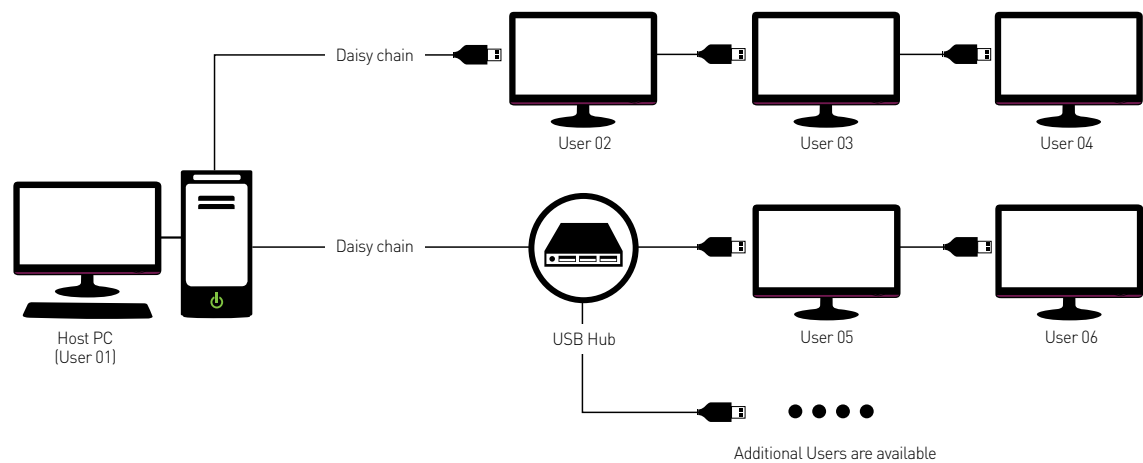 Daisy chain
User 02
User 03
User 04
Daisy chain
Host PC
(User 01)
USB Hub
User 05
User 06
Additional Users are available